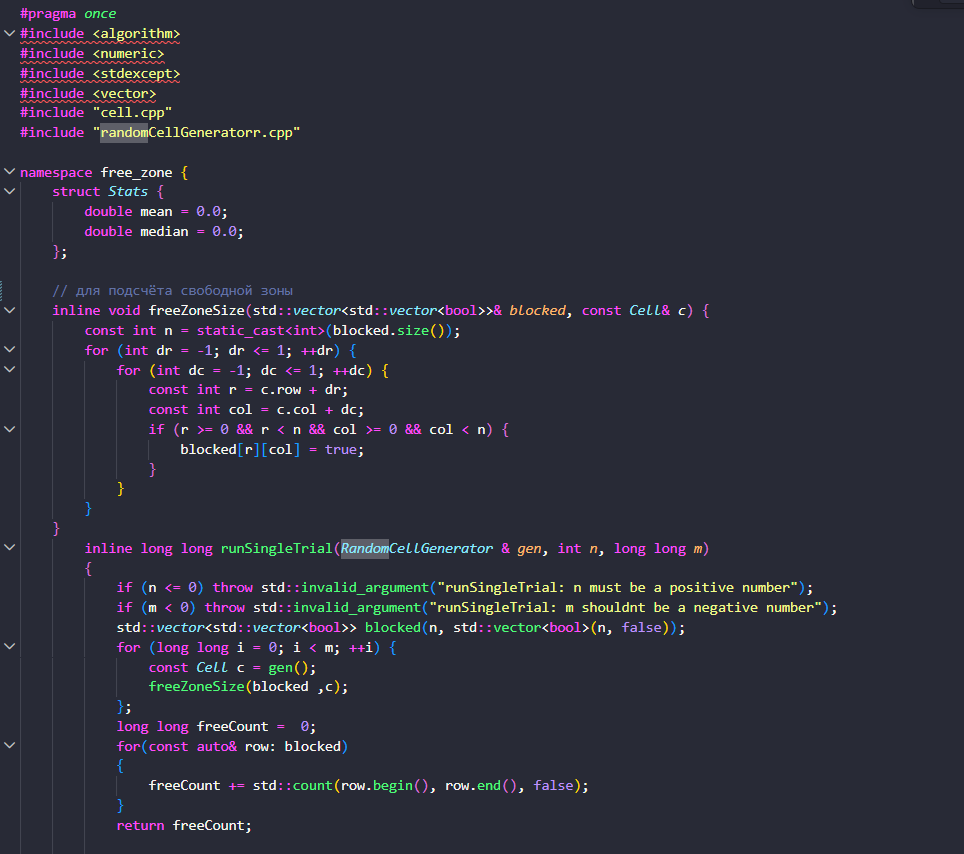 #pragma once
#include <algorithm>
#include <numeric>
#include <stdexcept>
#include <vector>
#include "cell.cpp"
#include "randomCellGeneratorr.cpp"
namespace free_zone {
struct Stats {
double mean = 0.0;
double median = 0.0;
};
// для подсчёта свободной зоны
inline void freeZoneSize(std::vector<std::vector<bool>>& blocked, const Cell& c) {
const int n = static_cast<int>(blocked.size());
for (int dr = -1; dr <= 1; ++dr) {
for (int dc = -1; dc <= 1; ++dc) {
const int r = c.row + dr;
const int col = c.col + dc;
if (r >= 0 && r < n && col >= 0 && col < n) {
blocked[r][col] = true;
}
}
}
}
inline long long runSingleTrial(RandomCellGenerator & gen, int n, long long m)
{
if (n <= 0) throw std::invalid_argument("runSingleTrial: n must be a positive number");
if (m < 0) throw std::invalid_argument("runSingleTrial: m shouldnt be a negative number");
std::vector<std::vector<bool>> blocked(n, std::vector<bool>(n, false));
for (long long i = 0; i < m; ++i) {
const Cell c = gen();
freeZoneSize(blocked ,c);
};
long long freeCount =  0;
for(const auto& row: blocked)
{
freeCount += std::count(row.begin(), row.end(), false);
}
return freeCount;